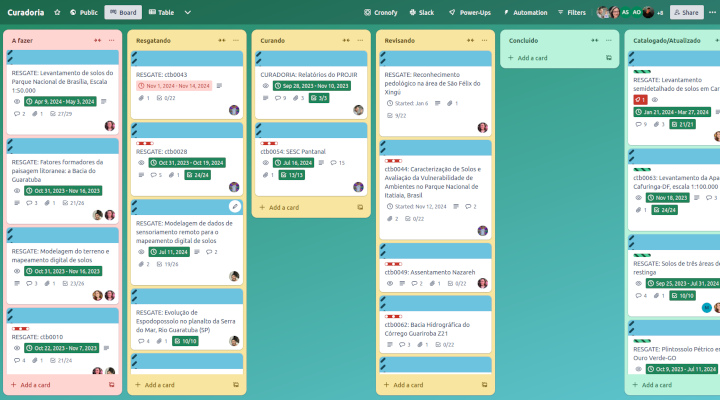 Curadoria
Public
Board
Table
Cronofy
Slack
Power-Ups
Automation
Filters
AS
AO
+8
Share
A fazer
RESGATE: Levantamento de solos do
Parque Nacional de Brasília, Escala
1:50.000
Apr 9, 2024 - May 3, 2024
2
1
27/29
RESGATE: Fatores formadores da
paisagem litoranea: a Bacia do
Guaratuba
Oct 31, 2023 - Nov 16, 2023
3
1
21/26
RESGATE: Modelagem do terreno e
mapeamento digital de solos
Oct 31, 2023 - Nov 16, 2023
3
1
23/26
RESGATE: ctb0010
Oct 22, 2023 - Nov 7, 2023
4
1
21/24
Add a card
Resgatando
RESGATE: ctb0043
Nov 1, 2024 - Nov 14, 2024
1
0/22
RESGATE: ctb0028
Oct 31, 2023 - Oct 19, 2024
5
1
24/24
RESGATE: Modelagem de dados de
sensoriamento remoto para o
mapeamento digital de solos
Jul 11, 2024
2
2
19/26
RESGATE: Evolução de
Espodopossolo no planalto da Serra
do Mar, Rio Guaratuba (SP)
4
1
10/10
Add a card
Curando
CURADORIA: Relatórios do PROJIR
Sep 28, 2023 - Nov 10, 2023
9
3
3/3
ctb0054: SESC Pantanal
Jul 16, 2024
15
1
13/13
Add a card
Revisando
RESGATE: Reconhecimento
pedológico na área de São Félix do
Xingú
Started: Jan 6
1
9/22
ctb0044: Caracterização de Solos e
Avaliação da Vulnerabilidade de
Ambientes no Parque Nacional de
Itatiaia, Brasil
Started: Nov 12, 2024
2
2
0/22
ctb0049: Assentamento Nazareh
2
1
0/22
ctb0062: Bacia Hidrográfica do
Córrego Guariroba Z21
3
1
0/22
Add a card
Concluído
Add a card
Catalogado/Atualizado
RESGATE: Levantamento
semidetalhado de solos em Car
1
Jan 21, 2024 - Mar 27, 2024
9
3
21/21
ctb0063: Levantamento da Apa
Cafuringa-DF, escala 1:100.000
Nov 18, 2023
3
1
24/24
RESGATE: Solos de três áreas de
restinga
Sep 25, 2023 - Jul 31, 2024
4
1
10/10
RESGATE: Plintossolo Pétrico em
Ouro Verde-GO
Oct 9, 2023 - Jul 11, 2024
Add a card